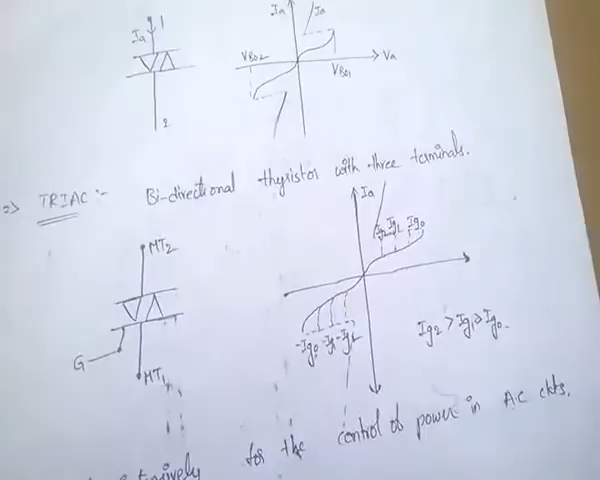 Ia 1
2
Ia Ia
VBO2 VBO1 Va
=> TRIAC :- Bi-directional thyristor with three terminals.
MT2
G
MT1
Ia
Ig2 Ig1 Ig0
-Ig0 -Ig1 -Ig2
Ig2 > Ig1 > Ig0.
for the control of power in A.C ckts.